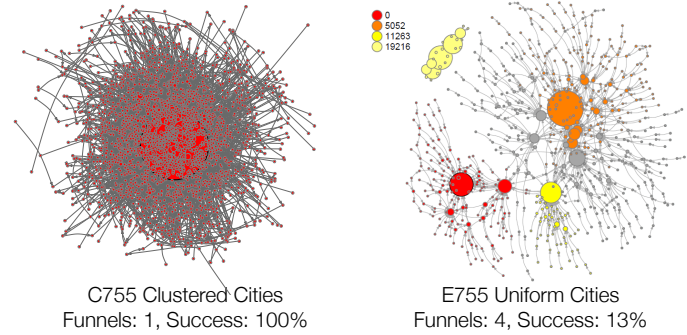 0
5052
11263
19216
C755 Clustered Cities
Funnels: 1, Success: 100%
E755 Uniform Cities
Funnels: 4, Success: 13%